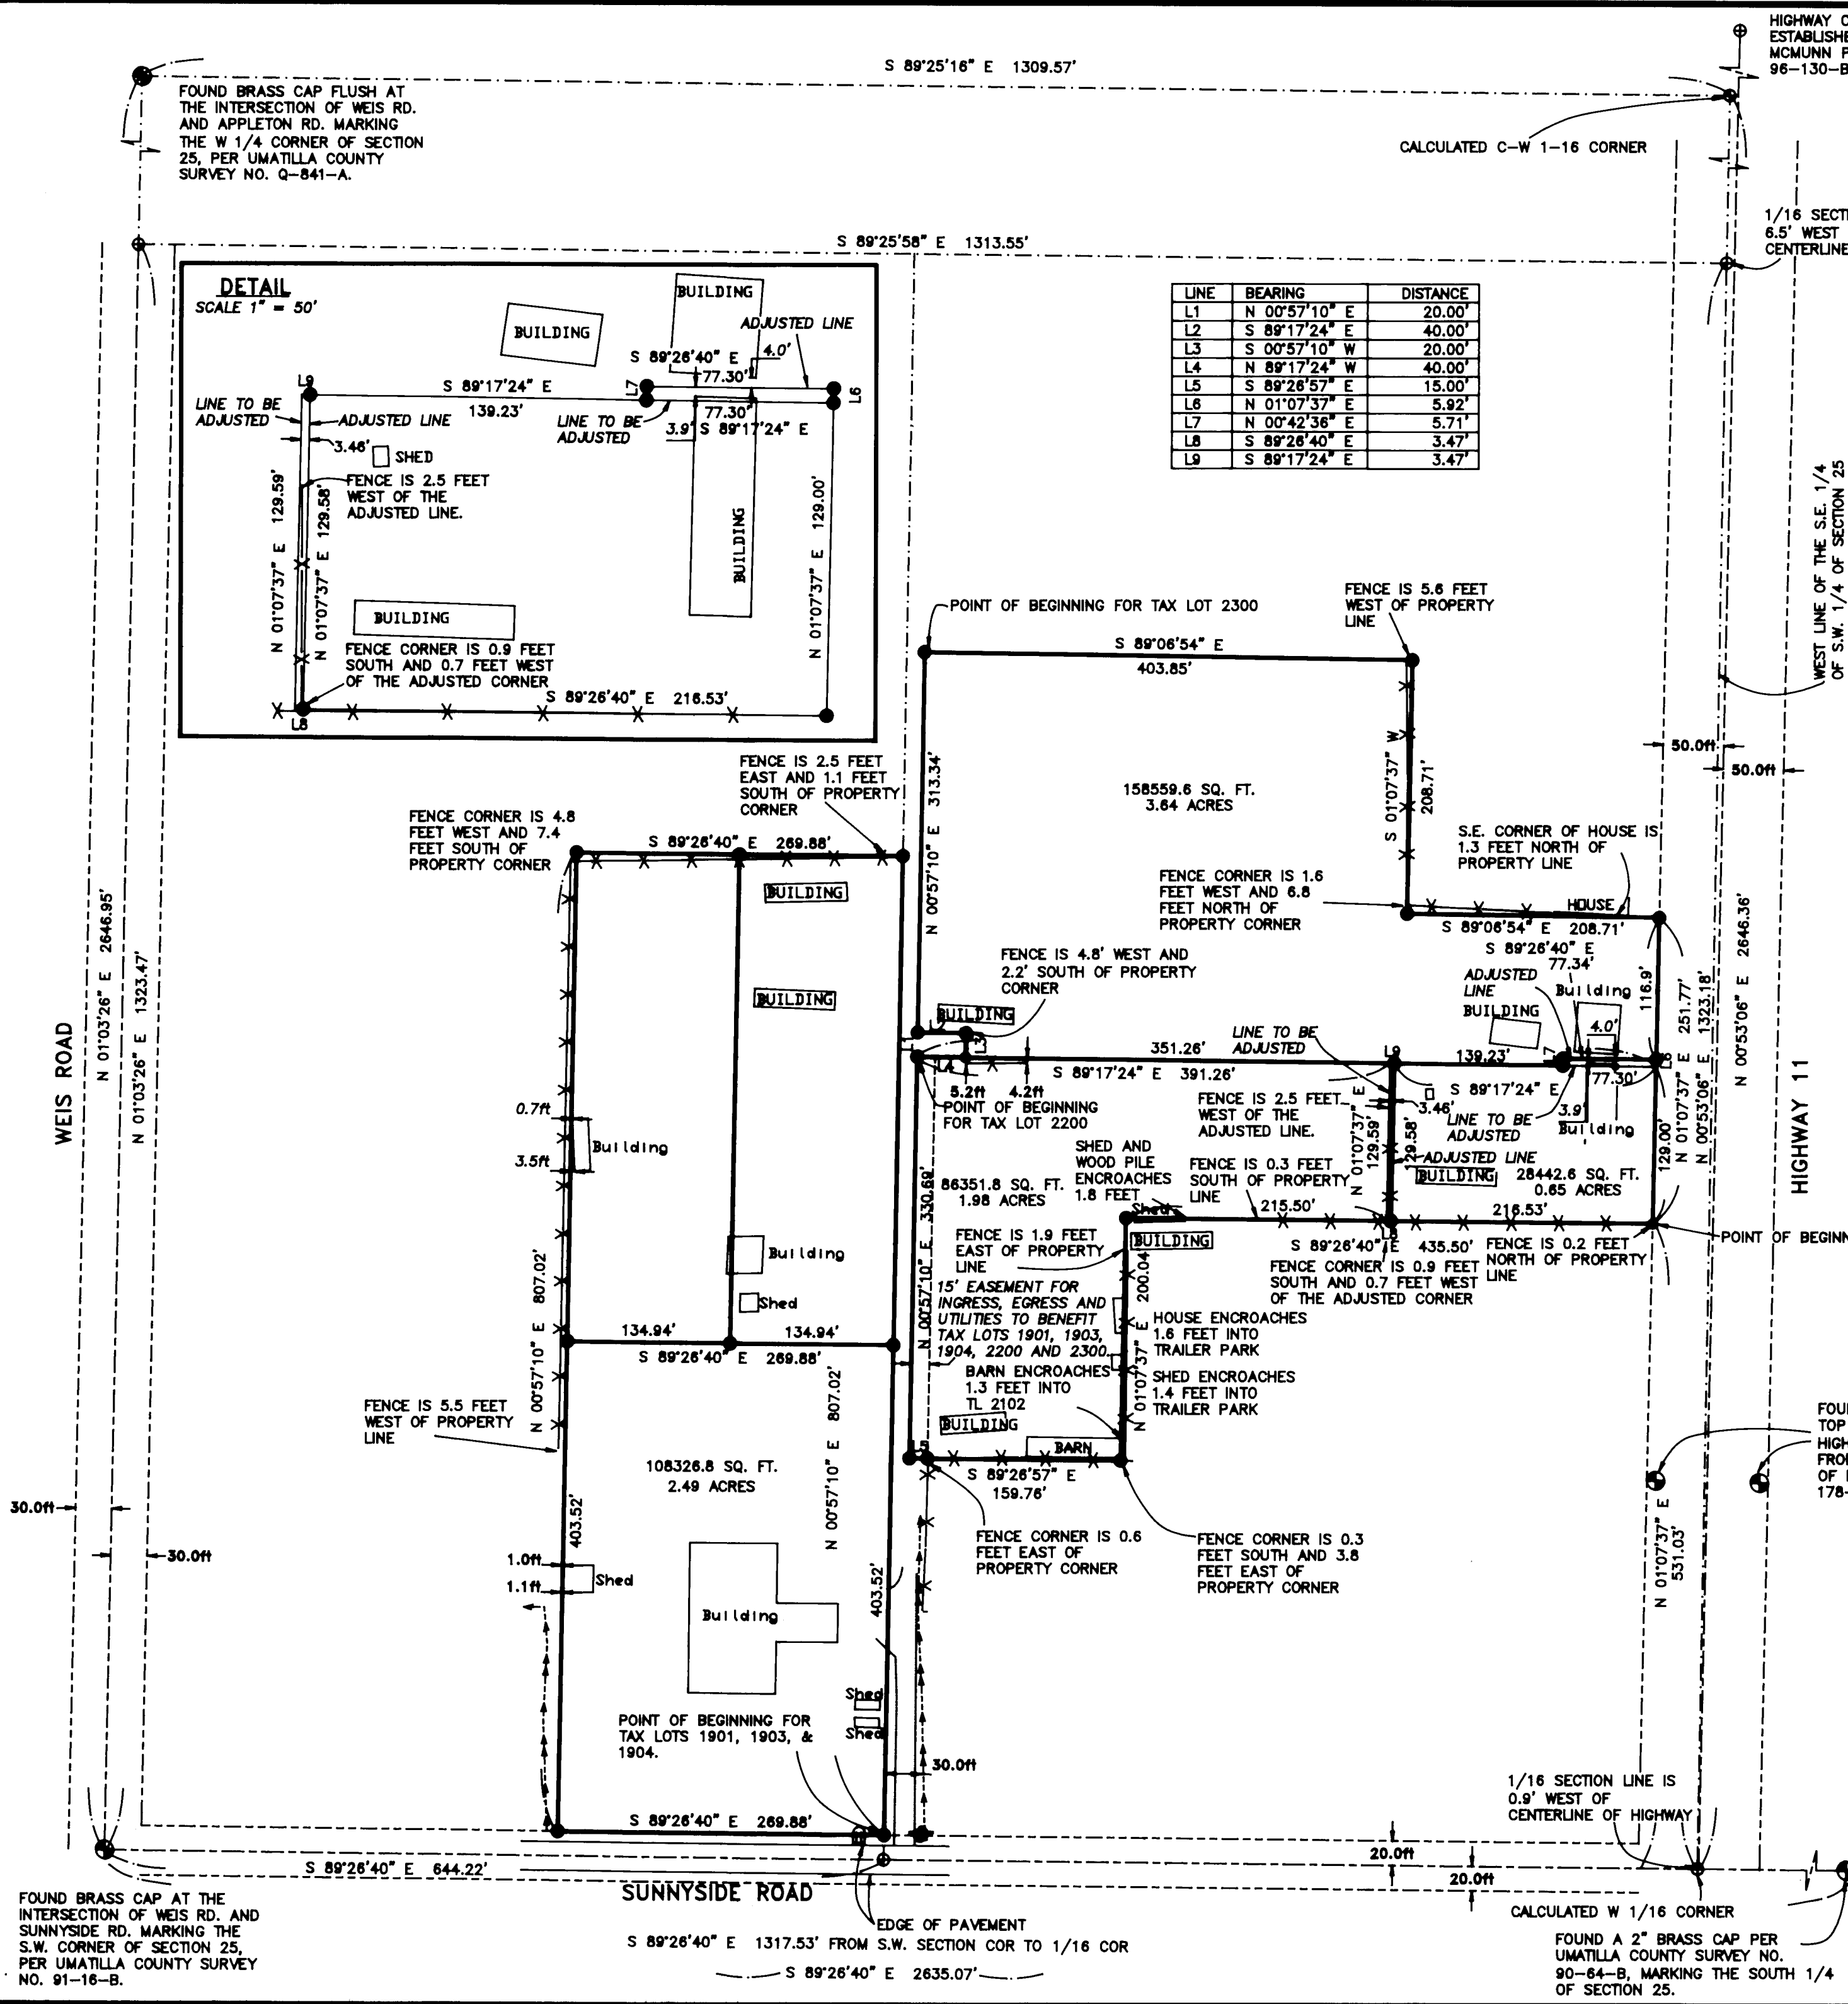 HIGHWAY
ESTABLISHE
MCMUNN
96-130-B
S 89°25'16" E 1309.57'
FOUND BRASS CAP FLUSH AT
THE INTERSECTION OF WEIS RD.
AND APPLETON RD. MARKING
THE W 1/4 CORNER OF SECTION
25, PER UMATILLA COUNTY
SURVEY NO. Q-841-A.
CALCULATED C-W 1-16 CORNER
1/16 SECTI
6.5' WEST
CENTERLINE
S 89°25'58" E 1313.55'
DETAIL
SCALE 1" = 50'
BUILDING
BUILDING
ADJUSTED LINE
S 89°26'40" E
4.0'
77.30'
L9
S 89°17'24" E
139.23'
L7
L6
LINE TO BE
ADJUSTED
ADJUSTED LINE
LINE TO BE
ADJUSTED
77.30'
3.9'
S 89°17'24" E
3.46'
SHED
FENCE IS 2.5 FEET
WEST OF THE
ADJUSTED LINE.
N 01°07'37" E 129.59'
N 01°07'37" E 129.58'
BUILDING
N 01°07'37" E 129.00'
BUILDING
FENCE CORNER IS 0.9 FEET
SOUTH AND 0.7 FEET WEST
OF THE ADJUSTED CORNER
S 89°26'40" E 216.53'
L8
LINE BEARING DISTANCE
L1 N 00°57'10" E 20.00'
L2 S 89°17'24" E 40.00'
L3 S 00°57'10" W 20.00'
L4 N 89°17'24" W 40.00'
L5 S 89°26'57" E 15.00'
L6 N 01°07'37" E 5.92'
L7 N 00°42'36" E 5.71'
L8 S 89°26'40" E 3.47'
L9 S 89°17'24" E 3.47'
WEST LINE OF THE S.E. 1/4
OF S.W. 1/4 OF SECTION 25
POINT OF BEGINNING FOR TAX LOT 2300
FENCE IS 5.6 FEET
WEST OF PROPERTY
LINE
S 89°06'54" E
403.85'
50.0ft
50.0ft
N 00°57'10" E 313.34'
158559.6 SQ. FT.
3.64 ACRES
S 01°07'37" W
208.71'
FENCE IS 2.5 FEET
EAST AND 1.1 FEET
SOUTH OF PROPERTY
CORNER
FENCE CORNER IS 4.8
FEET WEST AND 7.4
FEET SOUTH OF
PROPERTY CORNER
S 89°26'40" E 269.88'
S.E. CORNER OF HOUSE IS
1.3 FEET NORTH OF
PROPERTY LINE
FENCE CORNER IS 1.6
FEET WEST AND 6.8
FEET NORTH OF
PROPERTY CORNER
HOUSE
S 89°06'54" E 208.71'
BUILDING
BUILDING
FENCE IS 4.8' WEST AND
2.2' SOUTH OF PROPERTY
CORNER
S 89°26'40" E
77.34'
ADJUSTED
LINE
Building
BUILDING
4.0'
116.9'
N 01°07'37" E 251.77'
N 00°53'06" E 1323.18'
N 00°53'06" E 2646.36'
HIGHWAY 11
WEIS ROAD
N 01°03'26" E 2646.95'
N 01°03'26" E 1323.47'
BUILDING
L2
L3
L4
351.26'
LINE TO BE
ADJUSTED
L9
139.23'
L7
L6
S 89°17'24" E 391.26'
S 89°17'24" E
77.30'
5.2ft
4.2ft
POINT OF BEGINNING
FOR TAX LOT 2200
FENCE IS 2.5 FEET
WEST OF THE
ADJUSTED LINE.
N 01°07'37" E
129.59'
129.58'
3.46'
LINE TO BE
ADJUSTED
3.9'
Building
ADJUSTED LINE
BUILDING
28442.6 SQ. FT.
0.65 ACRES
129.00'
0.7ft
Building
3.5ft
SHED AND
WOOD PILE
ENCROACHES
1.8 FEET
FENCE IS 0.3 FEET
SOUTH OF PROPERTY
LINE
86351.8 SQ. FT.
1.98 ACRES
N 00°57'10" E 330.69'
Shed
215.50'
216.53'
L8
BUILDING
S 89°26'40" E 435.50'
FENCE IS 0.2 FEET
NORTH OF PROPERTY
LINE
POINT OF BEGINN
FENCE IS 1.9 FEET
EAST OF PROPERTY
LINE
FENCE CORNER IS 0.9 FEET
SOUTH AND 0.7 FEET WEST
OF THE ADJUSTED CORNER
15' EASEMENT FOR
INGRESS, EGRESS AND
UTILITIES TO BENEFIT
TAX LOTS 1901, 1903,
1904, 2200 AND 2300.
N 01°07'37" E 200.04'
HOUSE ENCROACHES
1.6 FEET INTO
TRAILER PARK
BARN ENCROACHES
1.3 FEET INTO
TL 2102
SHED ENCROACHES
1.4 FEET INTO
TRAILER PARK
Building
Shed
134.94'
134.94'
S 89°26'40" E 269.88'
N 00°57'10" E 807.02'
N 00°57'10" E 807.02'
FENCE IS 5.5 FEET
WEST OF PROPERTY
LINE
BUILDING
BARN
L5
S 89°26'57" E
159.76'
108326.8 SQ. FT.
2.49 ACRES
FOU
TOP
HIGH
FRO
OF
178-
30.0ft
30.0ft
403.52'
403.52'
FENCE CORNER IS 0.6
FEET EAST OF
PROPERTY CORNER
FENCE CORNER IS 0.3
FEET SOUTH AND 3.8
FEET EAST OF
PROPERTY CORNER
N 01°07'37" E
531.03'
1.0ft
1.1ft
Shed
Building
Shed
Shed
POINT OF BEGINNING FOR
TAX LOTS 1901, 1903, &
1904.
30.0ft
1/16 SECTION LINE IS
0.9' WEST OF
CENTERLINE OF HIGHWAY
S 89°26'40" E 269.88'
20.0ft
20.0ft
S 89°26'40" E 644.22'
SUNNYSIDE ROAD
FOUND BRASS CAP AT THE
INTERSECTION OF WEIS RD. AND
SUNNYSIDE RD. MARKING THE
S.W. CORNER OF SECTION 25,
PER UMATILLA COUNTY SURVEY
NO. 91-16-B.
EDGE OF PAVEMENT
S 89°26'40" E 1317.53' FROM S.W. SECTION COR TO 1/16 COR
S 89°26'40" E 2635.07'
CALCULATED W 1/16 CORNER
FOUND A 2" BRASS CAP PER
UMATILLA COUNTY SURVEY NO.
90-64-B, MARKING THE SOUTH 1/4
OF SECTION 25.